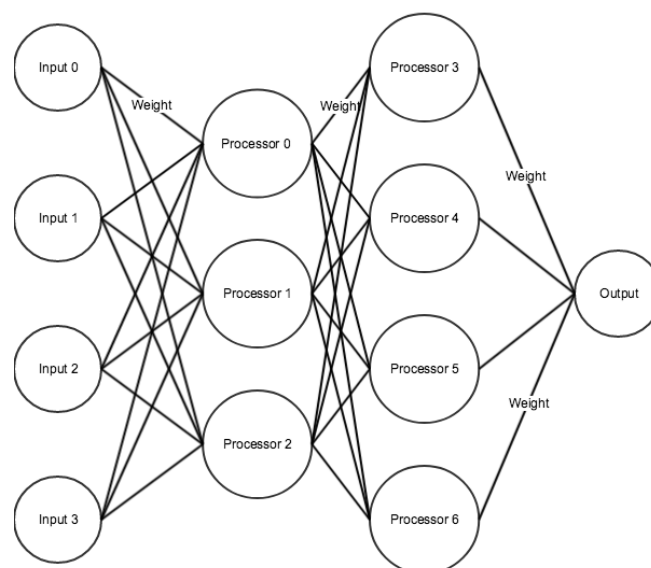 Input 0
Input 1
Input 2
Input 3
Weight
Processor 0
Processor 1
Processor 2
Weight
Processor 3
Processor 4
Processor 5
Processor 6
Weight
Weight
Output